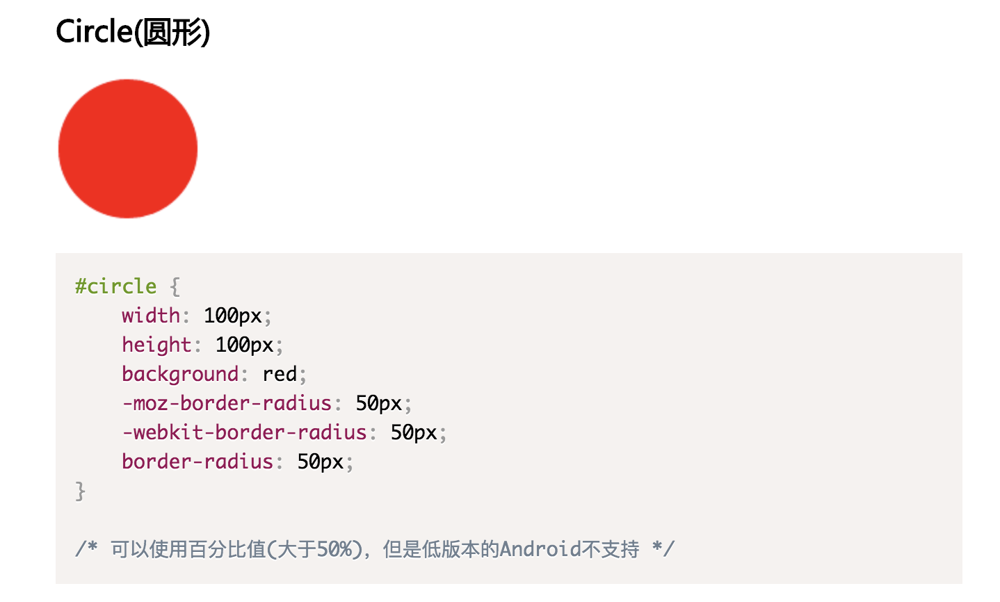 Circle(圆形)
#circle {
    width: 100px;
    height: 100px;
    background: red;
    -moz-border-radius: 50px;
    -webkit-border-radius: 50px;
    border-radius: 50px;
}
/* 可以使用百分比值(大于50%)，但是低版本的Android不支持 */